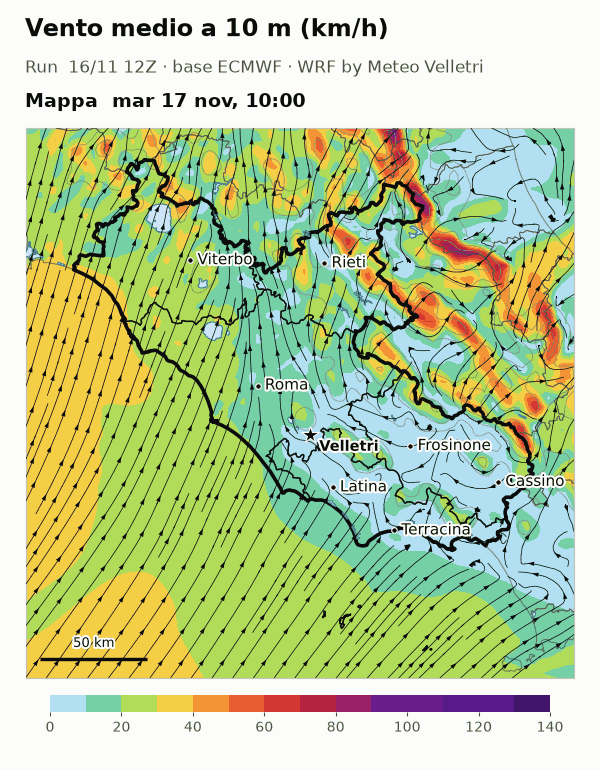 Vento medio a 10 m (km/h)
Run  16/11 12Z · base ECMWF · WRF by Meteo Velletri
Mappa  mar 17 nov, 10:00
Viterbo
Rieti
Roma
Velletri
Frosinone
Cassino
Latina
Terracina
50 km
0 20 40 60 80 100 120 140